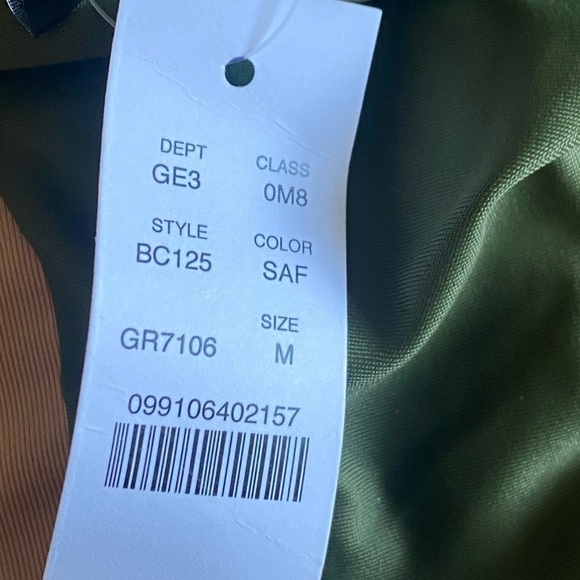 DEPT CLASS
GE3 0M8
STYLE COLOR
BC125 SAF
SIZE
GR7106 M
099106402157